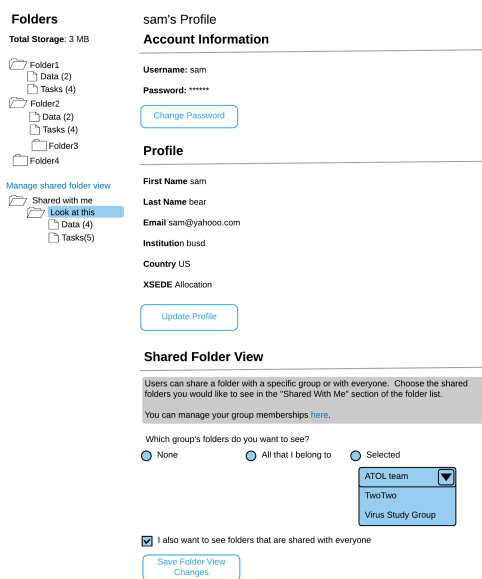 Folders
Total Storage: 3 MB
Folder1
Data (2)
Tasks (4)
Folder2
Data (2)
Tasks (4)
Folder3
Folder4
Manage shared folder view
Shared with me
Look at this
Data (4)
Tasks(5)
sam's Profile
Account Information
Username: sam
Password: ******
Change Password
Profile
First Name sam
Last Name bear
Email sam@yahooo.com
Institution busd
Country US
XSEDE Allocation
Update Profile
Shared Folder View
Users can share a folder with a specific group or with everyone. Choose the shared
folders you would like to see in the "Shared With Me" section of the folder list.
You can manage your group memberships here.
Which group's folders do you want to see?
None All that I belong to Selected
ATOL team
TwoTwo
Virus Study Group
I also want to see folders that are shared with everyone
Save Folder View
Changes